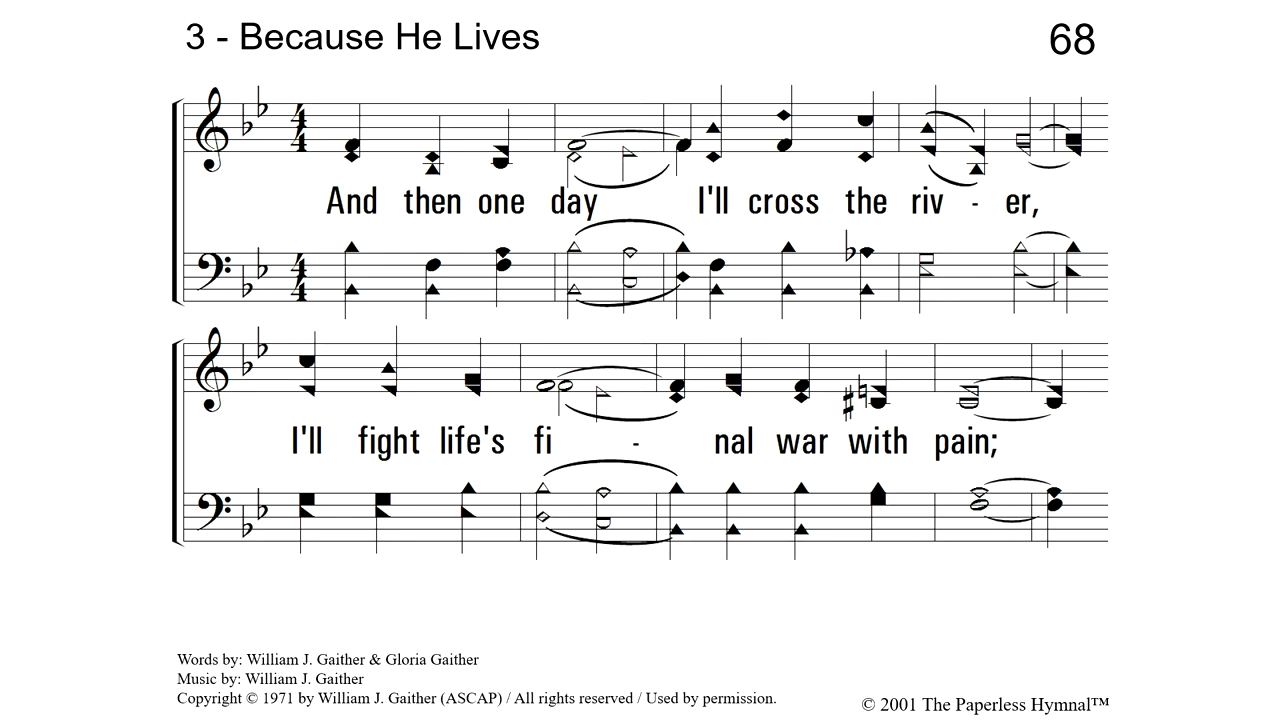 3 - Because He Lives
68
And then one day I'll cross the riv - er,
I'll fight life's fi - nal war with pain;
Words by: William J. Gaither & Gloria Gaither
Music by: William J. Gaither
Copyright © 1971 by William J. Gaither (ASCAP) / All rights reserved / Used by permission.
© 2001 The Paperless Hymnal™